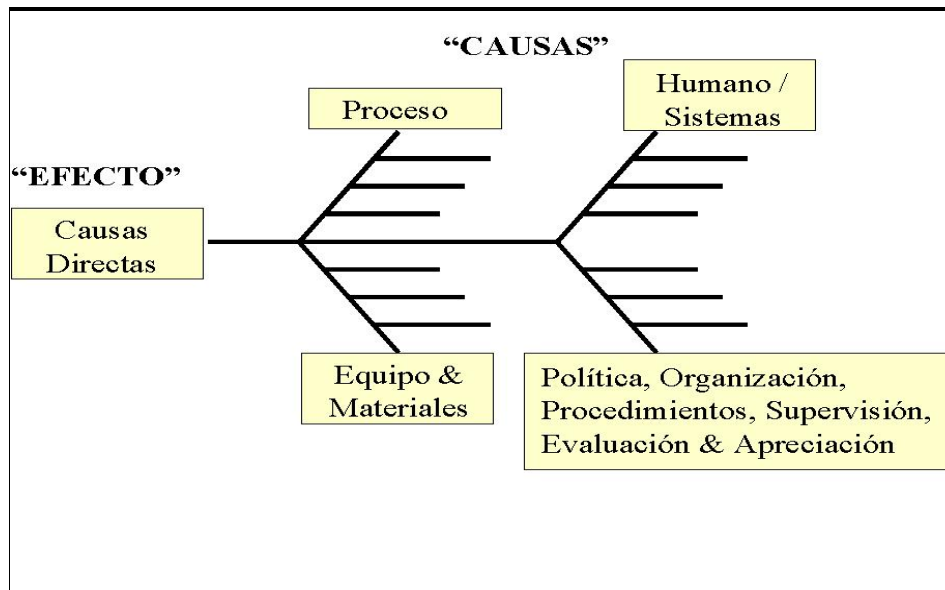 “CAUSAS”
Proceso
Humano /
Sistemas
“EFECTO”
Causas
Directas
Equipo &
Materiales
Política, Organización,
Procedimientos, Supervisión,
Evaluación & Apreciación